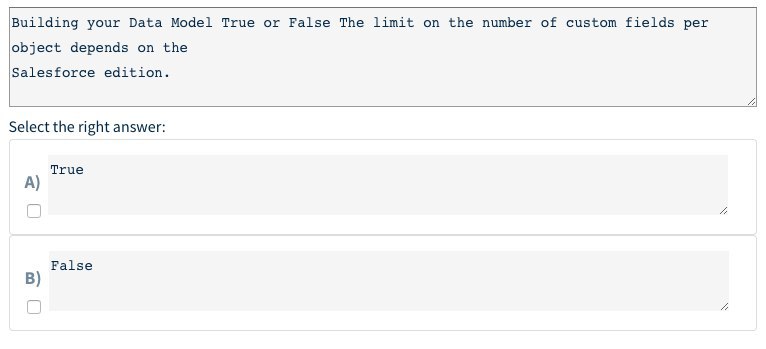 Building your Data Model True or False The limit on the number of custom fields per
object depends on the
Salesforce edition.
Select the right answer:
A)
True
B)
False